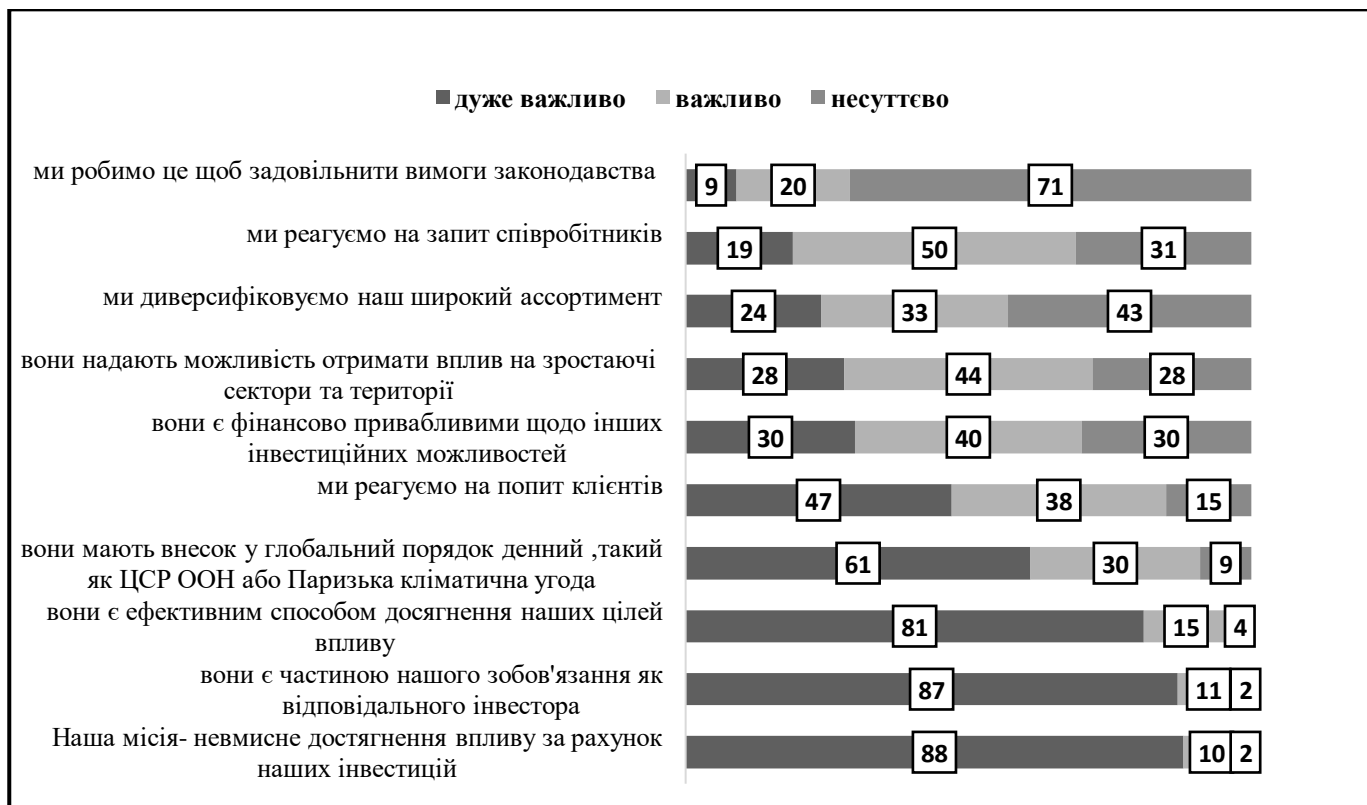 дуже важливо важливо несуттєво
ми робимо це щоб задовільнити вимоги законодавства 9 20 71
ми реагуємо на запит співробітників 19 50 31
ми диверсифіковуємо наш широкий ассортимент 24 33 43
вони надають можливість отримати вплив на зростаючі
сектори та території 28 44 28
вони є фінансово привабливими щодо інших
інвестиційних можливостей 30 40 30
ми реагуємо на попит клієнтів 47 38 15
вони мають внесок у глобальний порядок денний ,такий
як ЦСР ООН або Паризька кліматична угода 61 30 9
вони є ефективним способом досягнення наших цілей
впливу 81 15 4
вони є частиною нашого зобов'язання як
відповідального інвестора 87 11 2
Наша місія- невмисне достягнення впливу за рахунок
наших інвестицій 88 10 2